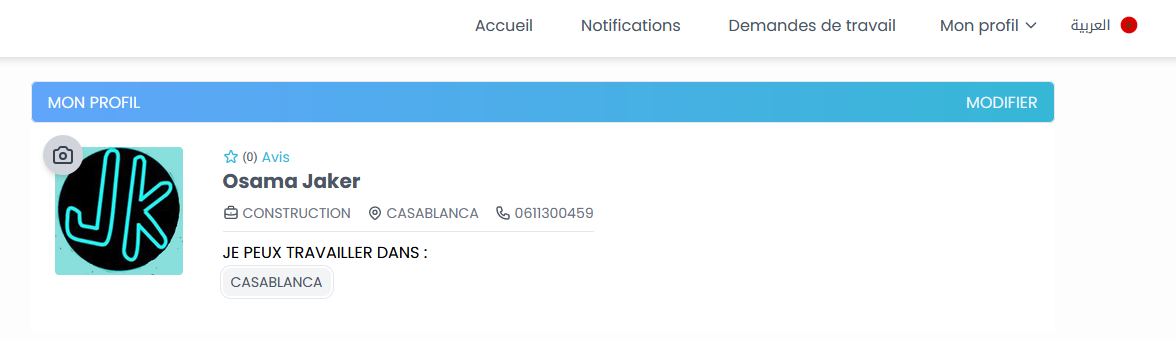 Accueil Notifications Demandes de travail Mon profil العربية
MON PROFIL MODIFIER
Jk
(0) Avis
Osama Jaker
CONSTRUCTION CASABLANCA 0611300459
JE PEUX TRAVAILLER DANS :
CASABLANCA